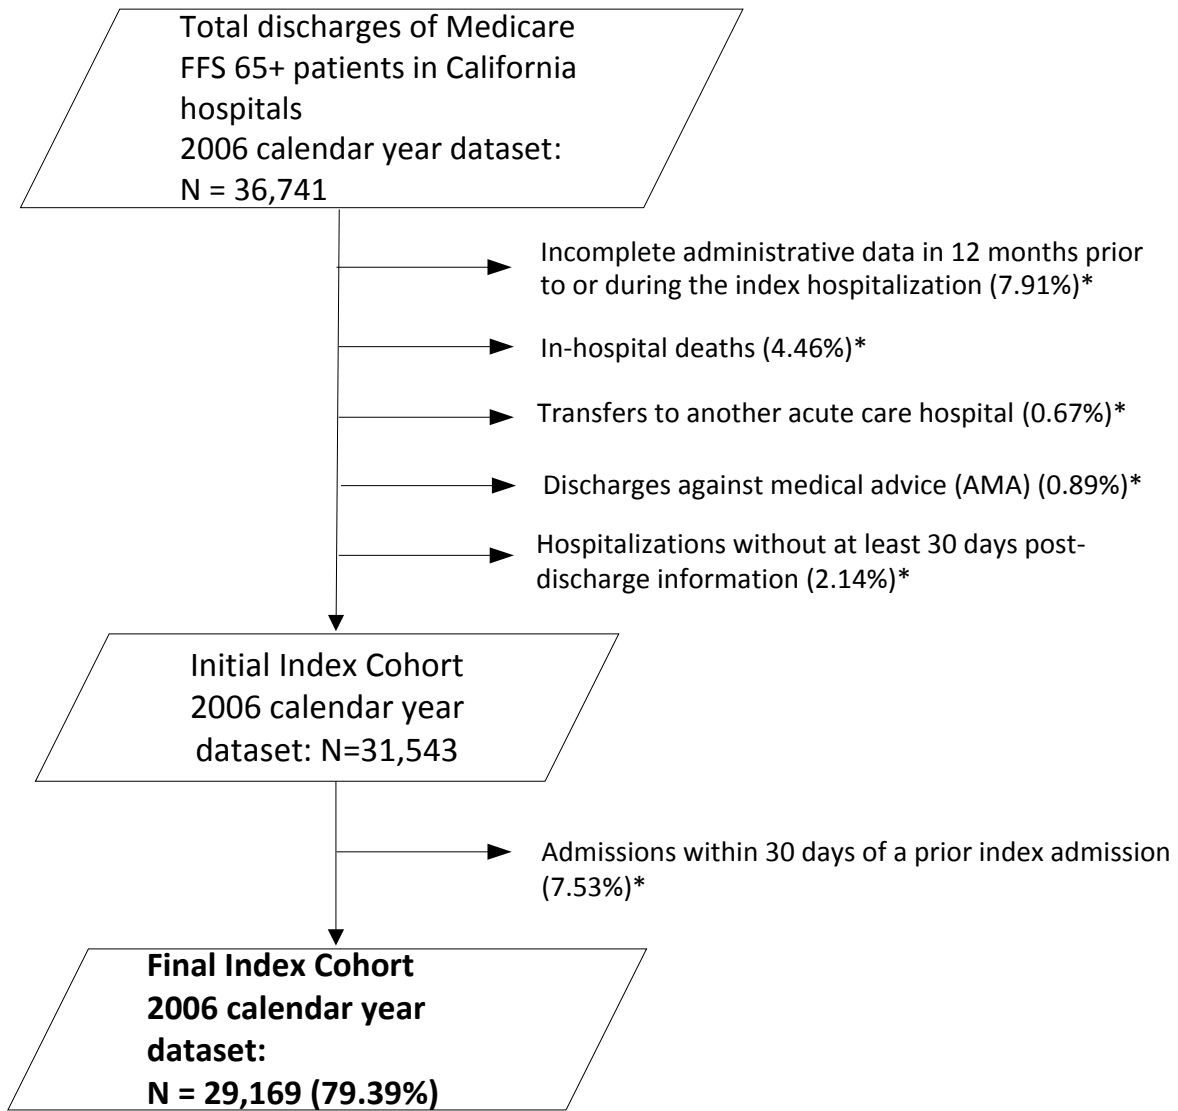 Total discharges of Medicare
FFS 65+ patients in California
hospitals
2006 calendar year dataset:
N = 36,741
Incomplete administrative data in 12 months prior
to or during the index hospitalization (7.91%)*
In-hospital deaths (4.46%)*
Transfers to another acute care hospital (0.67%)*
Discharges against medical advice (AMA) (0.89%)*
Hospitalizations without at least 30 days post-
discharge information (2.14%)*
Initial Index Cohort
2006 calendar year
dataset: N=31,543
Admissions within 30 days of a prior index admission
(7.53%)*
Final Index Cohort
2006 calendar year
dataset:
N = 29,169 (79.39%)